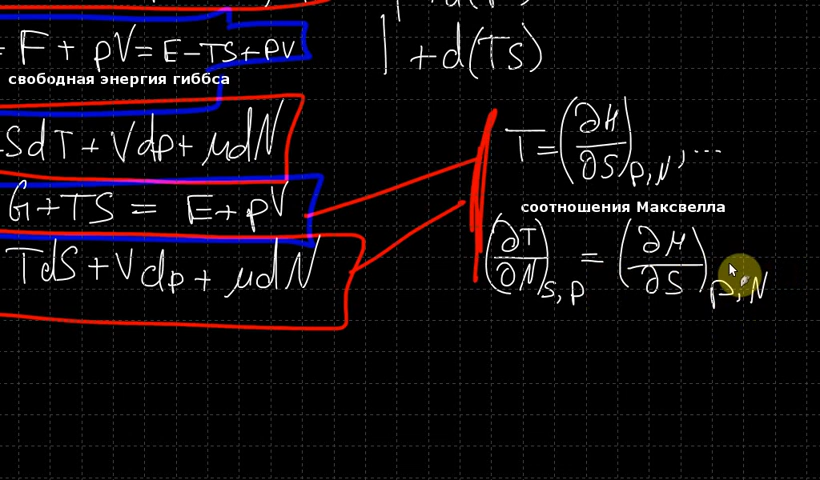 = F + pV = E - TS + pV
+ d(TS)
свободная энергия гиббса
-SdT + Vdp + μdN
T = (∂H/∂S)p,N, ...
G + TS = E + pV
соотношения Максвелла
TdS + Vdp + μdN
(∂T/∂N)S,p = (∂μ/∂S)p,N